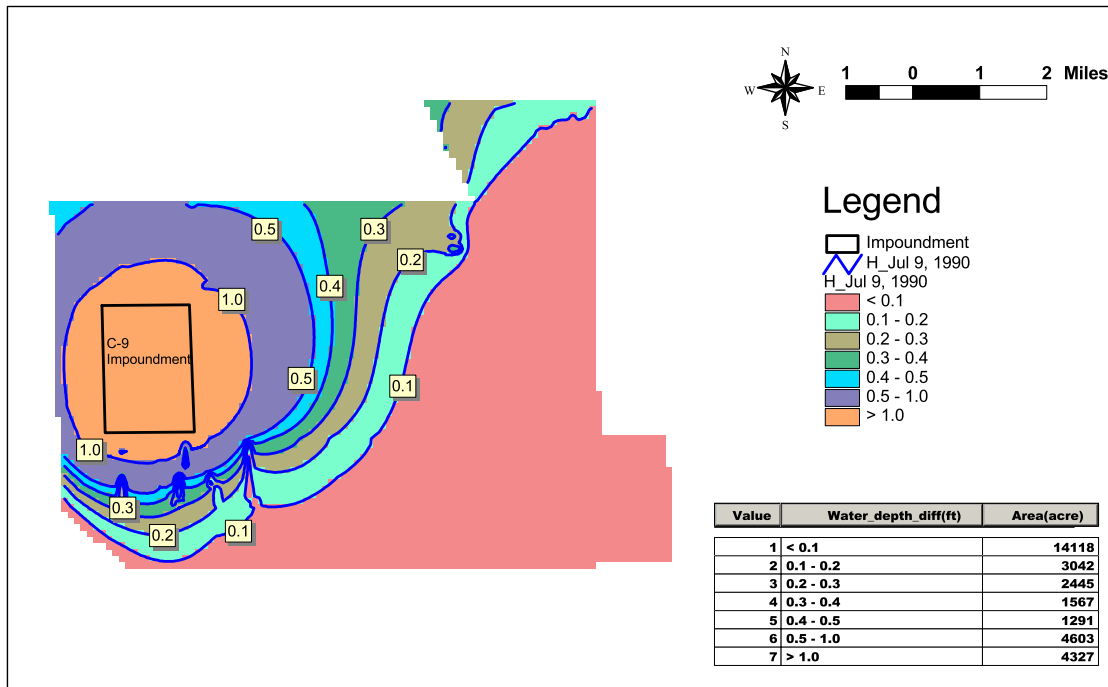 N
W E
S
1 0 1 2 Miles
0.5
0.3
0.2
0.4
1.0
C-9
Impoundment
0.5
0.1
1.0
0.3
0.2
0.1
Legend
Impoundment
H_Jul 9, 1990
H_Jul 9, 1990
< 0.1
0.1 - 0.2
0.2 - 0.3
0.3 - 0.4
0.4 - 0.5
0.5 - 1.0
> 1.0
Value Water_depth_diff(ft) Area(acre)
1 < 0.1 14118
2 0.1 - 0.2 3042
3 0.2 - 0.3 2445
4 0.3 - 0.4 1567
5 0.4 - 0.5 1291
6 0.5 - 1.0 4603
7 > 1.0 4327